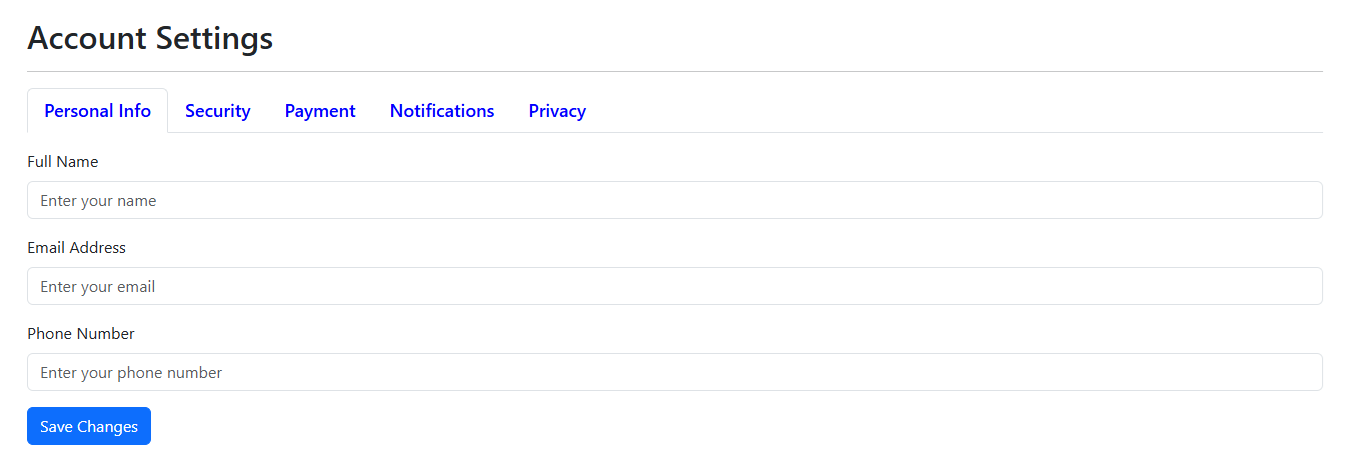 Account Settings
Personal Info Security Payment Notifications Privacy
Full Name
Enter your name
Email Address
Enter your email
Phone Number
Enter your phone number
Save Changes